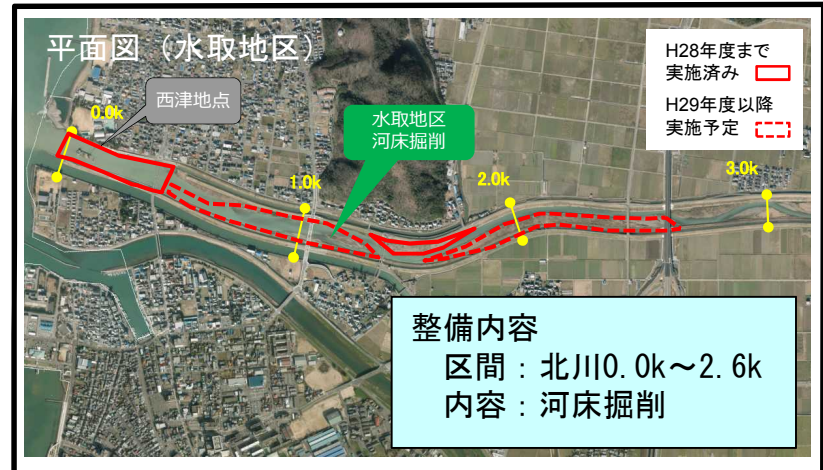 平面図（水取地区）
H28年度まで
実施済み
H29年度以降
実施予定
西津地点
0.0k
水取地区
河床掘削
1.0k
2.0k
3.0k
整備内容
区間：北川0.0k～2.6k
内容：河床掘削